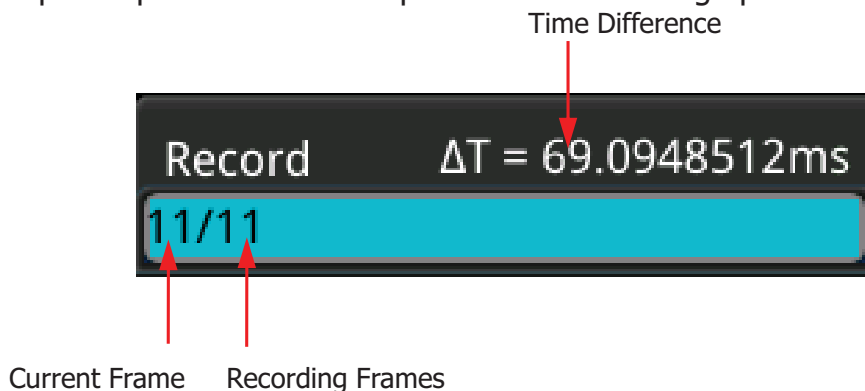 Time Difference
Record ΔT = 69.0948512ms
11/11
Current Frame Recording Frames